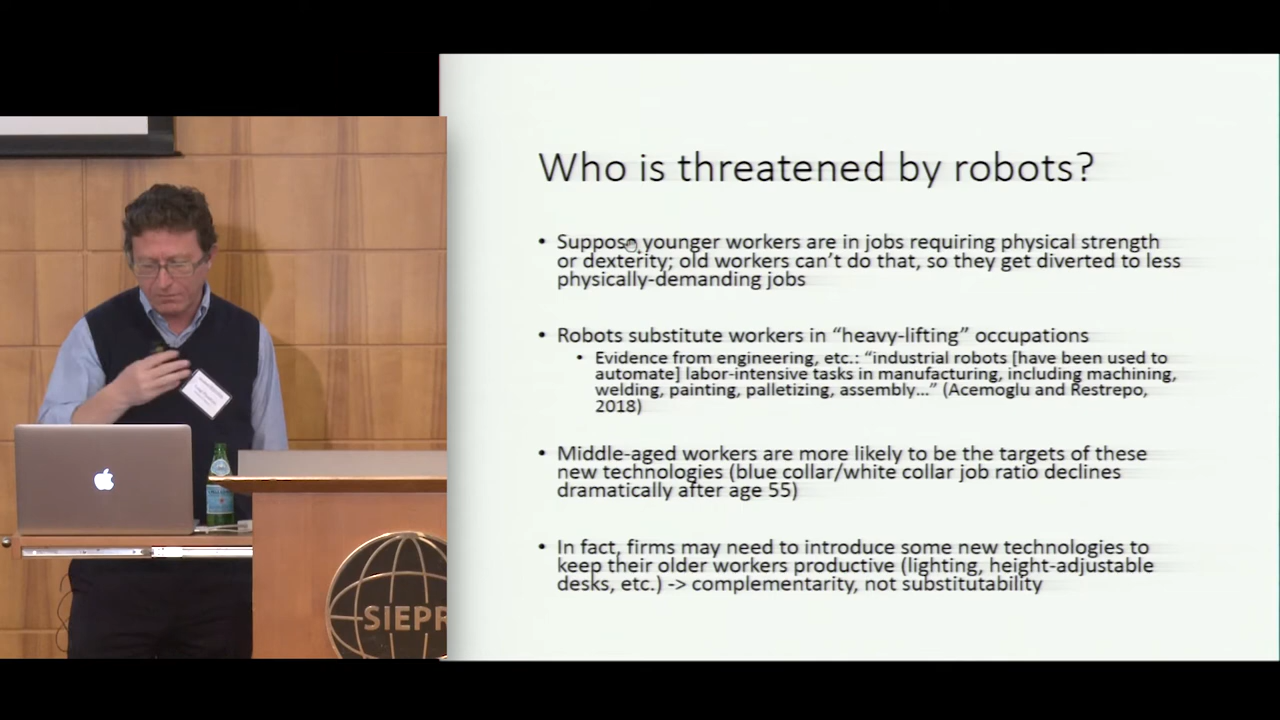 Who is threatened by robots?
• Suppose younger workers are in jobs requiring physical strength
or dexterity; old workers can't do that, so they get diverted to less
physically-demanding jobs
• Robots substitute workers in “heavy-lifting” occupations
• Evidence from engineering, etc.: “industrial robots [have been used to
automate] labor-intensive tasks in manufacturing, including machining,
welding, painting, palletizing, assembly…” (Acemoglu and Restrepo,
2018)
• Middle-aged workers are more likely to be the targets of these
new technologies (blue collar/white collar job ratio declines
dramatically after age 55)
• In fact, firms may need to introduce some new technologies to
keep their older workers productive (lighting, height-adjustable
desks, etc.) -> complementarity, not substitutability
SIEPR